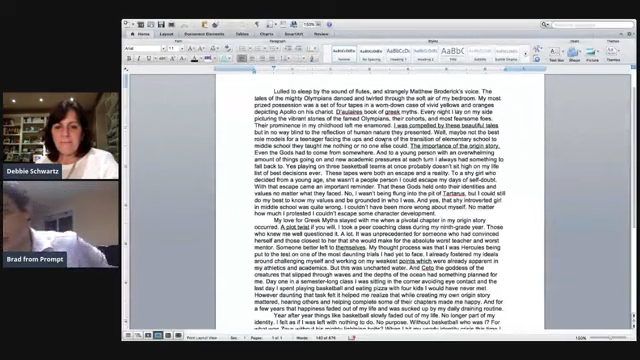 Home Layout Document Elements Tables Charts SmartArt Review
Font Paragraph Styles
Lulled to sleep by the sound of flutes, and strangely Matthew Broderick's voice. The
tales of the mighty Olympians danced and twirled through the soft air of my bedroom. My most
prized possession was a set of four tapes in a worn-down case of vivid yellows and oranges
depicting Apollo on his chariot. D'aulaires book of greek myths. Every night I lay on my side
picturing the vibrant stories of the famed Olympians, their cohorts, and most fearsome foes.
Their prominence in my childhood left me enamored. I was compelled by these beautiful tales
but in no way blind to the reflection of human nature they presented. Well, maybe not the best
role models for a teenager facing the ups and downs of the transition of elementary school to
middle school they taught me nothing or no one else could. The importance of the origin story.
Even the Gods had to come from somewhere. And to a young person with an overwhelming
amount of things going on and new academic pressures at each turn I always had something to
fall back to. Yes playing on three basketball teams at once probably doesn't sit high on my life
list of best decisions ever. These tapes were both an escape and a reality. To a shy girl who
decided from a young age, she wasn't a people person I could escape my days of self-doubt.
With that escape came an important reminder. That these Gods held onto their identities and
values no matter what they faced. No, I wasn't being flung into the pit of Tartarus, but I could still
do my best to know my values and be grounded in who I was. And yes, that shy introverted girl
in middle school was quite wrong. I couldn't have been more wrong about myself. No matter
how much I protested I couldn't escape some character development.
My love for Greek Myths stayed with me when a pivotal chapter in my origin story
occurred. A plot twist if you will. I took a peer coaching class during my ninth-grade year. Those
who knew me well questioned it. A lot. It was unprecedented for someone who had convinced
herself and those closest to her that she would make for the absolute worst teacher and worst
mentor. Someone better left to themselves. My thought process was that I was Hercules being
put to the test on one of the most daunting trials I had yet to face. I already fostered my ideals
around challenging myself and working on my weakest points which were already apparent in
my athletics and academics. But this was uncharted water. And Ceto the goddess of the
creatures that slipped through waves and the depths of the ocean had something planned for
me. Day one in a semester-long class I was sitting in the corner avoiding eye contact and the
last day I spent playing basketball and eating pizza with four kids I would have never met.
However daunting that task felt it helped me realize that while creating my own origin story
mattered, hearing others and helping complete some of their chapters made me happy. And for
a few years that happiness faded out of my life and was sucked up by my daily draining routine.
Year after year things like basketball slowly faded out of my life. No longer part of my
identity. I felt as if I was left with nothing to do. No purpose. Without basketball who was I? For
Debbie Schwartz
Brad from Prompt
Print Layout View Sec 1 Pages: 1 of 1 Words: